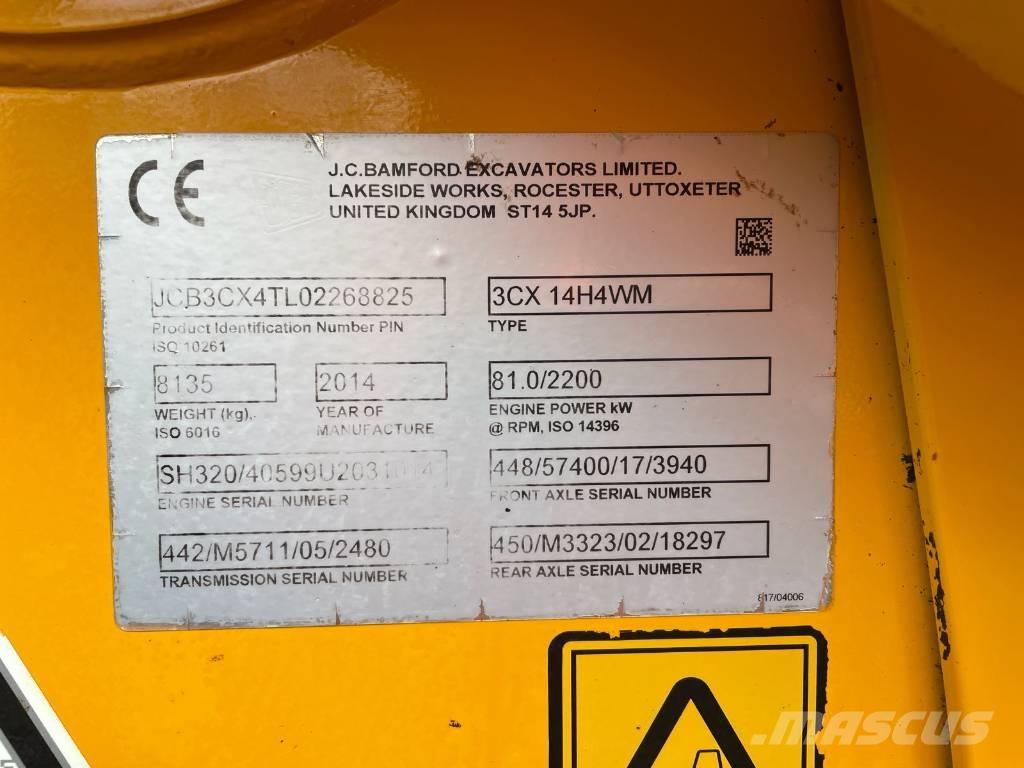 CE
J.C.BAMFORD EXCAVATORS LIMITED.
LAKESIDE WORKS, ROCESTER, UTTOXETER
UNITED KINGDOM ST14 5JP.
JCB3CX4TL02268825
Product Identification Number PIN
ISO 10261
3CX 14H4WM
TYPE
8135
WEIGHT (kg),
ISO 6016
2014
YEAR OF
MANUFACTURE
81.0/2200
ENGINE POWER kW
@ RPM, ISO 14396
ENGINE SERIAL NUMBER
448/57400/17/3940
FRONT AXLE SERIAL NUMBER
442/M5711/05/2480
TRANSMISSION SERIAL NUMBER
450/M3323/02/18297
REAR AXLE SERIAL NUMBER
817/04006
MASCUS